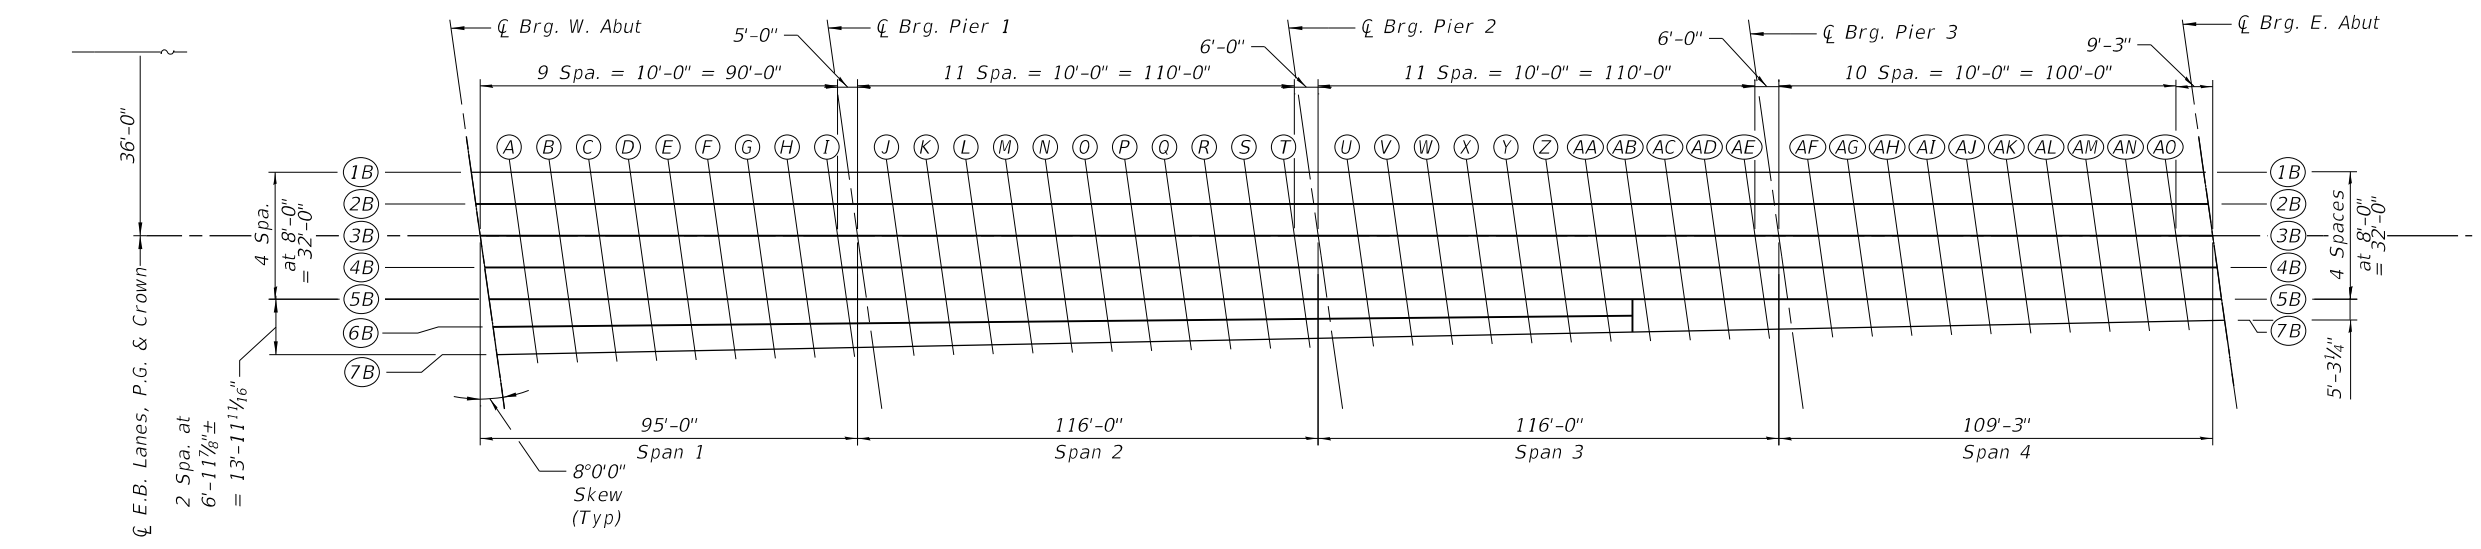 ℄ Brg. W. Abut
℄ Brg. Pier 1
℄ Brg. Pier 2
℄ Brg. Pier 3
℄ Brg. E. Abut
5'-0"
6'-0"
6'-0"
9'-3"
9 Spa. = 10'-0" = 90'-0"
11 Spa. = 10'-0" = 110'-0"
11 Spa. = 10'-0" = 110'-0"
10 Spa. = 10'-0" = 100'-0"
36'-0"
A B C D E F G H I J K L M N O P Q R S T U V W X Y Z AA AB AC AD AE AF AG AH AI AJ AK AL AM AN AO
1B
2B
3B
4B
5B
6B
7B
4 Spa.
at 8'-0"
= 32'-0"
1B
2B
3B
4B
5B
7B
4 Spaces
at 8'-0"
= 32'-0"
5'-3¼"
℄ E.B. Lanes, P.G. & Crown
2 Spa. at
6'-11⅞"±
= 13'-11 11/16"
95'-0"
Span 1
116'-0"
Span 2
116'-0"
Span 3
109'-3"
Span 4
8°0'0"
Skew
(Typ)